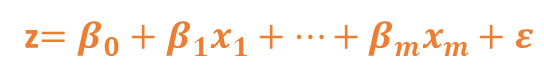 z= β₀ + β₁x₁ + ⋯ + βₘxₘ + ε